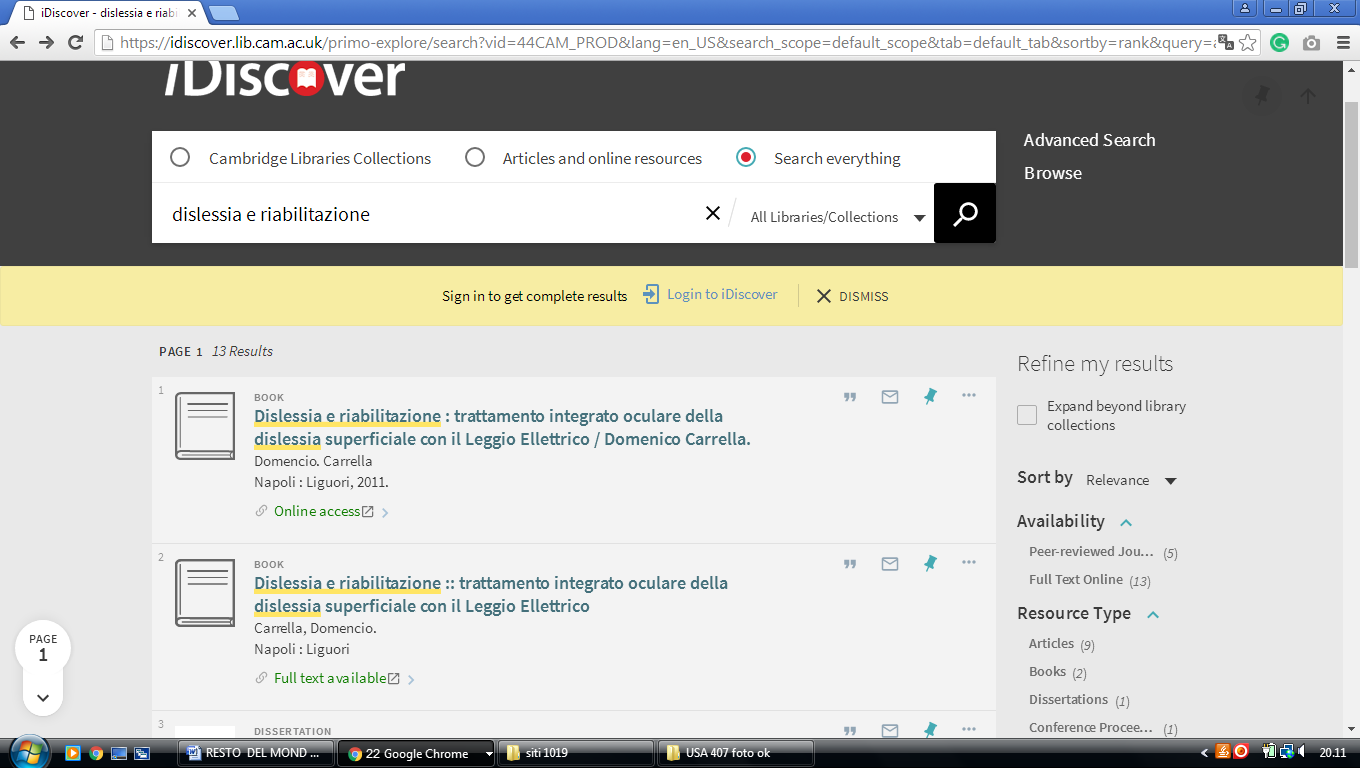 iDiscover - dislessia e riabi
https://idiscover.lib.cam.ac.uk/primo-explore/search?vid=44CAM_PROD&lang=en_US&search_scope=default_scope&tab=default_tab&sortby=rank&query=a
iDiscover
Cambridge Libraries Collections Articles and online resources Search everything
Advanced Search
Browse
dislessia e riabilitazione All Libraries/Collections
Sign in to get complete results Login to iDiscover DISMISS
PAGE 1 13 Results
1
BOOK
Dislessia e riabilitazione : trattamento integrato oculare della
dislessia superficiale con il Leggio Ellettrico / Domenico Carrella.
Domencio. Carrella
Napoli : Liguori, 2011.
Online access
2
BOOK
Dislessia e riabilitazione :: trattamento integrato oculare della
dislessia superficiale con il Leggio Ellettrico
Carrella, Domencio.
Napoli : Liguori
Full text available
3
DISSERTATION
Refine my results
Expand beyond library
collections
Sort by Relevance
Availability
Peer-reviewed Jou... (5)
Full Text Online (13)
Resource Type
Articles (9)
Books (2)
Dissertations (1)
Conference Procee... (1)
PAGE
1
RESTO DEL MOND ... 22 Google Chrome siti 1019 USA 407 foto ok 20.11